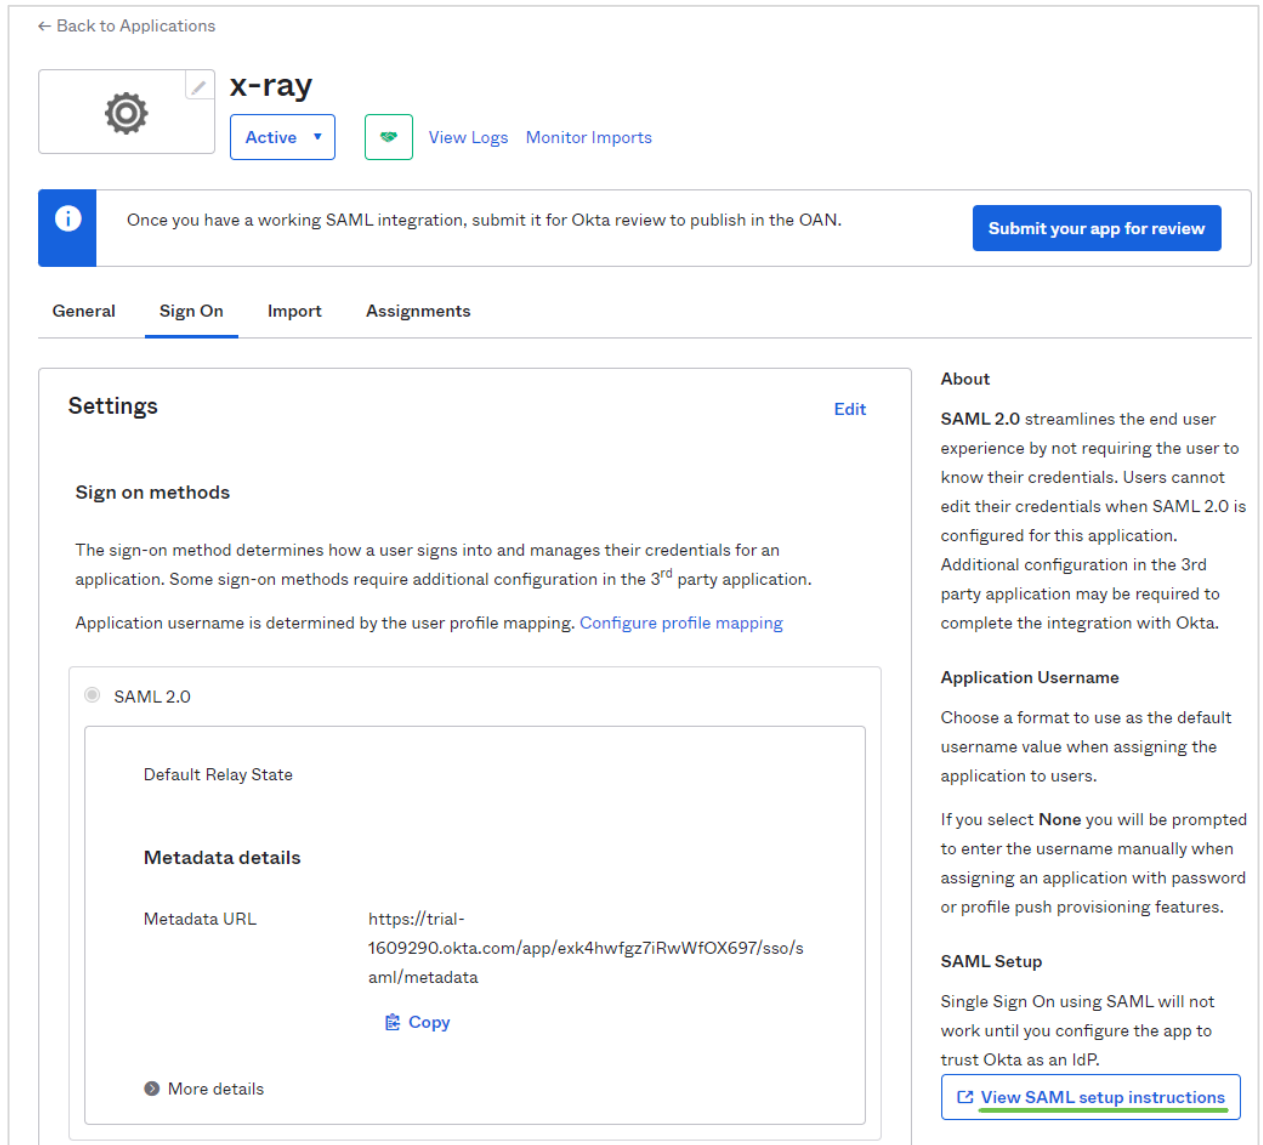 ← Back to Applications
x-ray
Active ▼
View Logs Monitor Imports
Once you have a working SAML integration, submit it for Okta review to publish in the OAN.
Submit your app for review
General Sign On Import Assignments
Settings
Edit
Sign on methods
The sign-on method determines how a user signs into and manages their credentials for an
application. Some sign-on methods require additional configuration in the 3rd party application.
Application username is determined by the user profile mapping. Configure profile mapping
SAML 2.0
Default Relay State
Metadata details
Metadata URL
https://trial-
1609290.okta.com/app/exk4hwfgz7iRwWfOX697/sso/s
aml/metadata
Copy
More details
About
SAML 2.0 streamlines the end user
experience by not requiring the user to
know their credentials. Users cannot
edit their credentials when SAML 2.0 is
configured for this application.
Additional configuration in the 3rd
party application may be required to
complete the integration with Okta.
Application Username
Choose a format to use as the default
username value when assigning the
application to users.
If you select None you will be prompted
to enter the username manually when
assigning an application with password
or profile push provisioning features.
SAML Setup
Single Sign On using SAML will not
work until you configure the app to
trust Okta as an IdP.
View SAML setup instructions